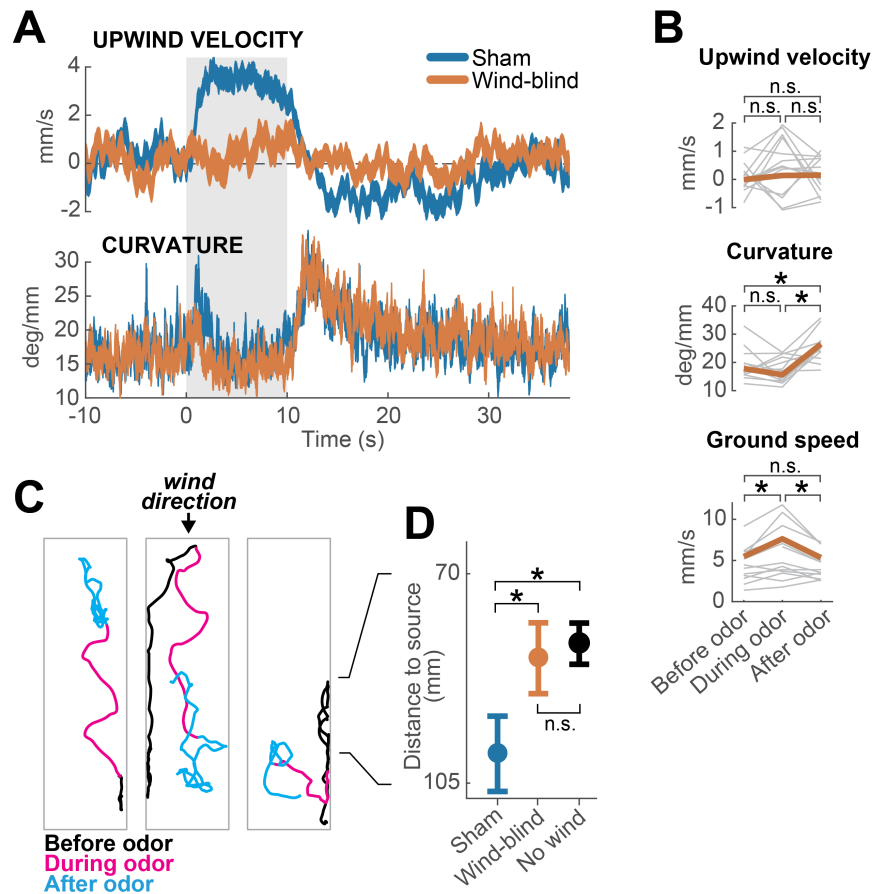 A
UPWIND VELOCITY
Sham
Wind-blind
4
2
0
-2
mm/s
CURVATURE
30
25
20
15
10
deg/mm
-10
0
10
20
30
Time (s)
B
Upwind velocity
n.s.
n.s.
n.s.
2
1
0
-1
mm/s
Curvature
*
n.s.
*
40
30
20
10
deg/mm
Ground speed
n.s.
*
*
10
5
0
mm/s
Before odor
During odor
After odor
C
wind
direction
Before odor
During odor
After odor
D
70
105
Distance to source
(mm)
*
*
n.s.
Sham
Wind-blind
No wind